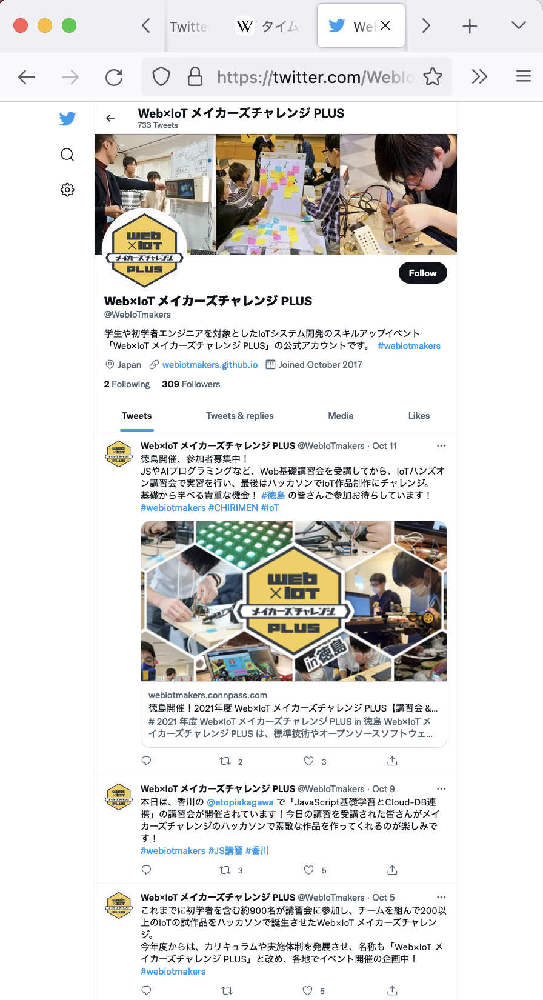 Twitte
W タイム
We
https://twitter.com/Weblo
Web×IoT メイカーズチャレンジ PLUS
733 Tweets
web
×IoT
メイカーズチャレンジ
PLUS
Follow
Web×IoT メイカーズチャレンジ PLUS
@WebIoTmakers
学生や初学者エンジニアを対象としたIoTシステム開発のスキルアップイベント
「Web×IoT メイカーズチャレンジ PLUS」の公式アカウントです。 #webiotmakers
Japan webiotmakers.github.io Joined October 2017
2 Following 309 Followers
Tweets Tweets & replies Media Likes
Web×IoT メイカーズチャレンジ PLUS @WebIoTmakers · Oct 11
徳島開催、参加者募集中！
JSやAIプログラミングなど、Web基礎講習会を受講してから、IoTハンズオ
ン講習会で実習を行い、最後はハッカソンでIoT作品制作にチャレンジ。
基礎から学べる貴重な機会！ #徳島 の皆さんご参加お待ちしています！
#webiotmakers #CHIRIMEN #IoT
web
×IoT
メイカーズチャレンジ
PLUS
in 徳島
webiotmakers.connpass.com
徳島開催！2021年度 Web×IoT メイカーズチャレンジ PLUS【講習会 &...
# 2021 年度 Web×IoT メイカーズチャレンジ PLUS in 徳島 Web×IoT メ
イカーズチャレンジ PLUS は、標準技術やオープンソースソフトウェ...
2 3
Web×IoT メイカーズチャレンジ PLUS @WebIoTmakers · Oct 9
本日は、香川の @etopiakagawa で「JavaScript基礎学習とCloud-DB連
携」の講習会が開催されています！今日の講習を受講された皆さんがメイ
カーズチャレンジのハッカソンで素敵な作品を作ってくれるのが楽しみで
す！
#webiotmakers #JS講習 #香川
3 5
Web×IoT メイカーズチャレンジ PLUS @WebIoTmakers · Oct 5
これまでに初学者を含む約900名が講習会に参加し、チームを組んで200以
上のIoTの試作品をハッカソンで誕生させたWeb×IoT メイカーズチャレン
ジ。
今年度からは、カリキュラムや実施体制を発展させ、名称も「Web×IoT メ
イカーズチャレンジ PLUS」と改め、各地でイベント開催の企画中！
#webiotmakers
5